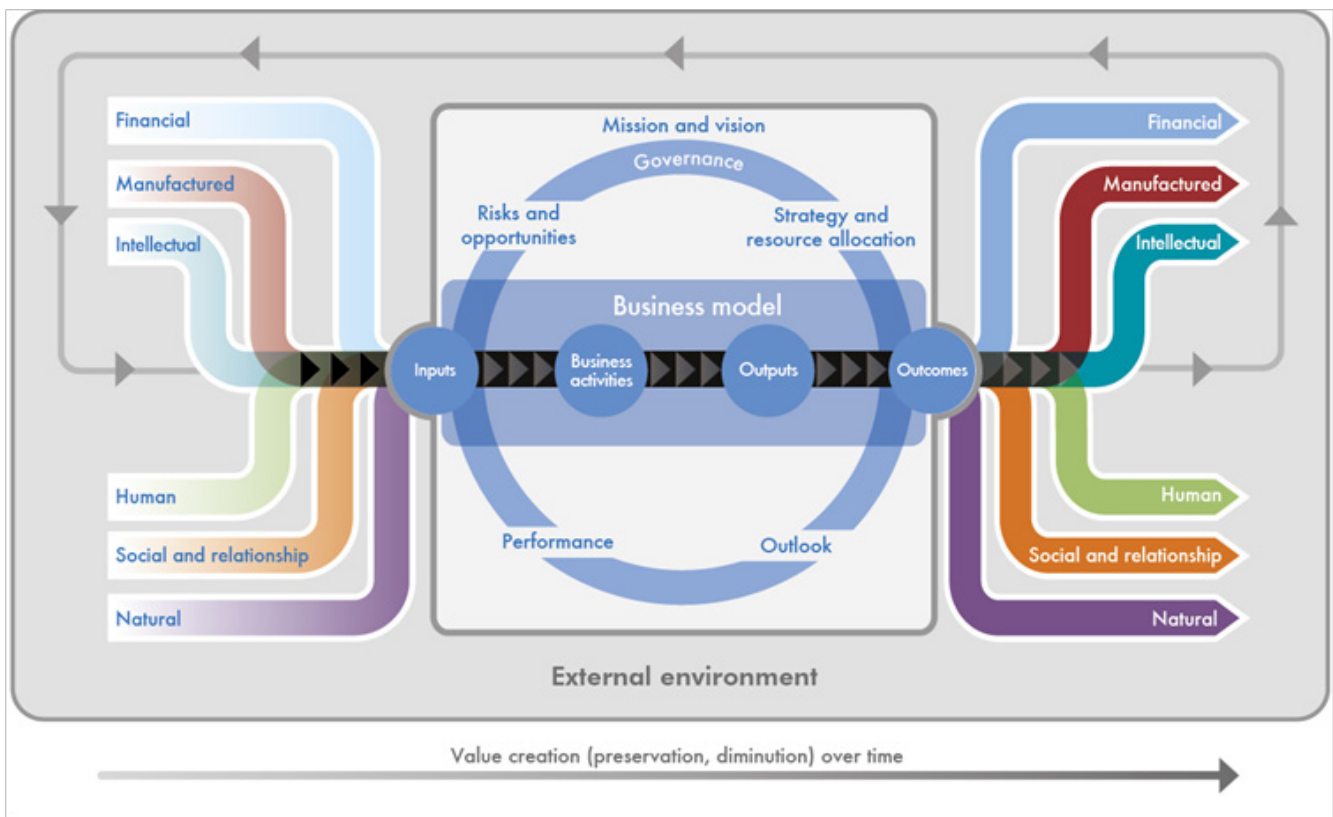 Financial
Manufactured
Intellectual
Human
Social and relationship
Natural
Mission and vision
Governance
Risks and
opportunities
Strategy and
resource allocation
Business model
Inputs
Business
activities
Outputs
Outcomes
Performance
Outlook
Financial
Manufactured
Intellectual
Human
Social and relationship
Natural
External environment
Value creation (preservation, diminution) over time